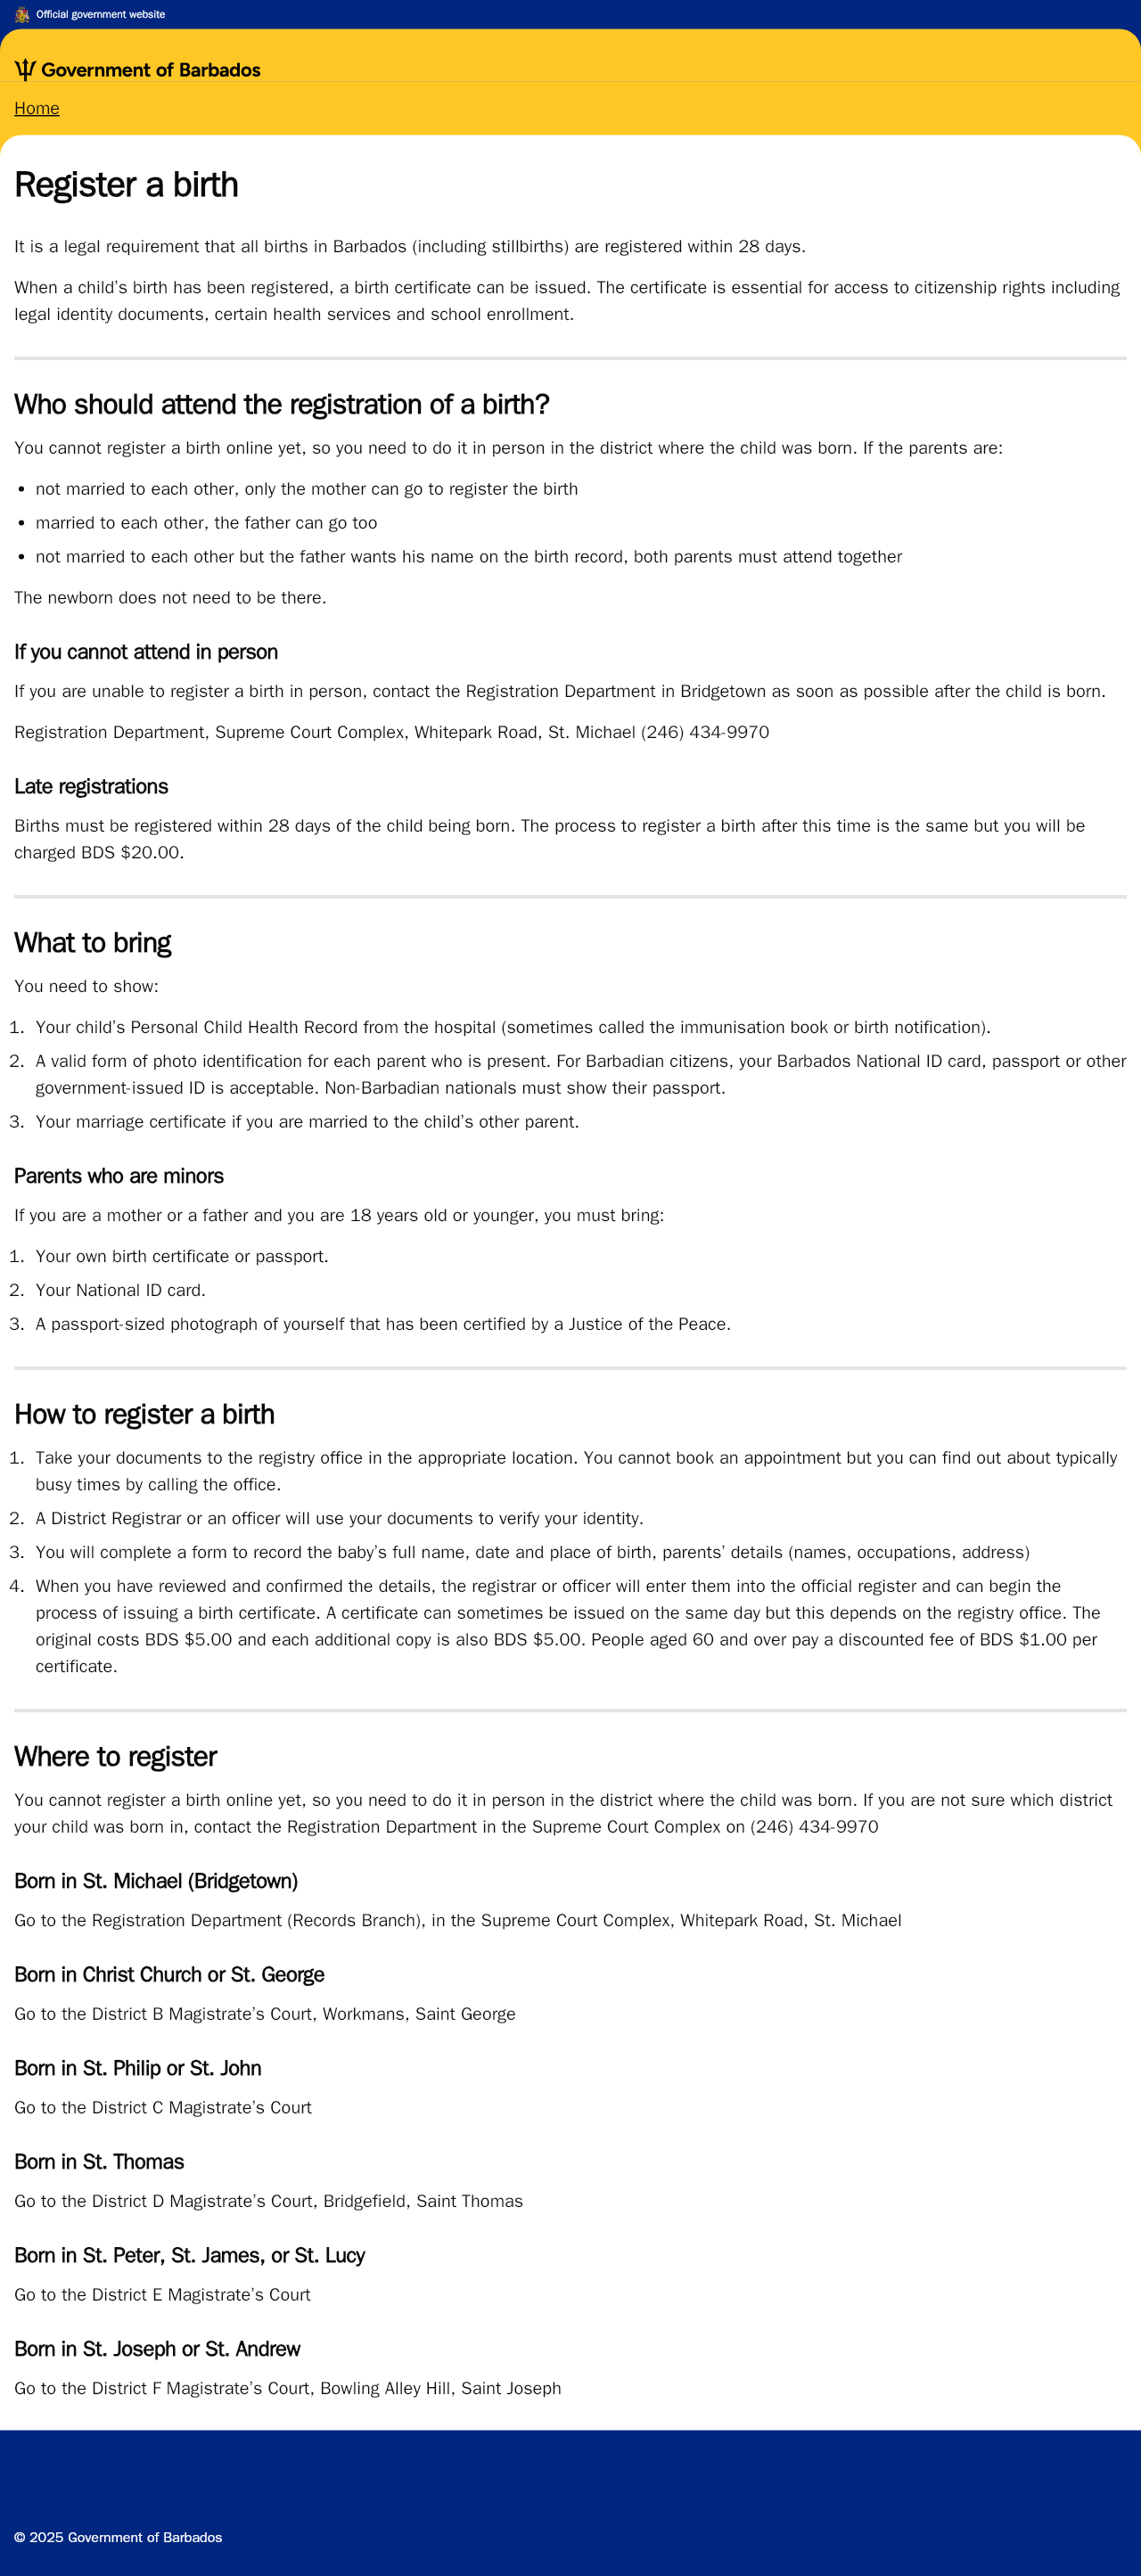 Official government website
Government of Barbados
Home
Register a birth
It is a legal requirement that all births in Barbados (including stillbirths) are registered within 28 days.
When a child's birth has been registered, a birth certificate can be issued. The certificate is essential for access to citizenship rights including
legal identity documents, certain health services and school enrollment.
Who should attend the registration of a birth?
You cannot register a birth online yet, so you need to do it in person in the district where the child was born. If the parents are:
• not married to each other, only the mother can go to register the birth
• married to each other, the father can go too
• not married to each other but the father wants his name on the birth record, both parents must attend together
The newborn does not need to be there.
If you cannot attend in person
If you are unable to register a birth in person, contact the Registration Department in Bridgetown as soon as possible after the child is born.
Registration Department, Supreme Court Complex, Whitepark Road, St. Michael (246) 434-9970
Late registrations
Births must be registered within 28 days of the child being born. The process to register a birth after this time is the same but you will be
charged BDS $20.00.
What to bring
You need to show:
1. Your child's Personal Child Health Record from the hospital (sometimes called the immunisation book or birth notification).
2. A valid form of photo identification for each parent who is present. For Barbadian citizens, your Barbados National ID card, passport or other
government-issued ID is acceptable. Non-Barbadian nationals must show their passport.
3. Your marriage certificate if you are married to the child's other parent.
Parents who are minors
If you are a mother or a father and you are 18 years old or younger, you must bring:
1. Your own birth certificate or passport.
2. Your National ID card.
3. A passport-sized photograph of yourself that has been certified by a Justice of the Peace.
How to register a birth
1. Take your documents to the registry office in the appropriate location. You cannot book an appointment but you can find out about typically
busy times by calling the office.
2. A District Registrar or an officer will use your documents to verify your identity.
3. You will complete a form to record the baby's full name, date and place of birth, parents' details (names, occupations, address)
4. When you have reviewed and confirmed the details, the registrar or officer will enter them into the official register and can begin the
process of issuing a birth certificate. A certificate can sometimes be issued on the same day but this depends on the registry office. The
original costs BDS $5.00 and each additional copy is also BDS $5.00. People aged 60 and over pay a discounted fee of BDS $1.00 per
certificate.
Where to register
You cannot register a birth online yet, so you need to do it in person in the district where the child was born. If you are not sure which district
your child was born in, contact the Registration Department in the Supreme Court Complex on (246) 434-9970
Born in St. Michael (Bridgetown)
Go to the Registration Department (Records Branch), in the Supreme Court Complex, Whitepark Road, St. Michael
Born in Christ Church or St. George
Go to the District B Magistrate's Court, Workmans, Saint George
Born in St. Philip or St. John
Go to the District C Magistrate's Court
Born in St. Thomas
Go to the District D Magistrate's Court, Bridgefield, Saint Thomas
Born in St. Peter, St. James, or St. Lucy
Go to the District E Magistrate's Court
Born in St. Joseph or St. Andrew
Go to the District F Magistrate's Court, Bowling Alley Hill, Saint Joseph
© 2025 Government of Barbados